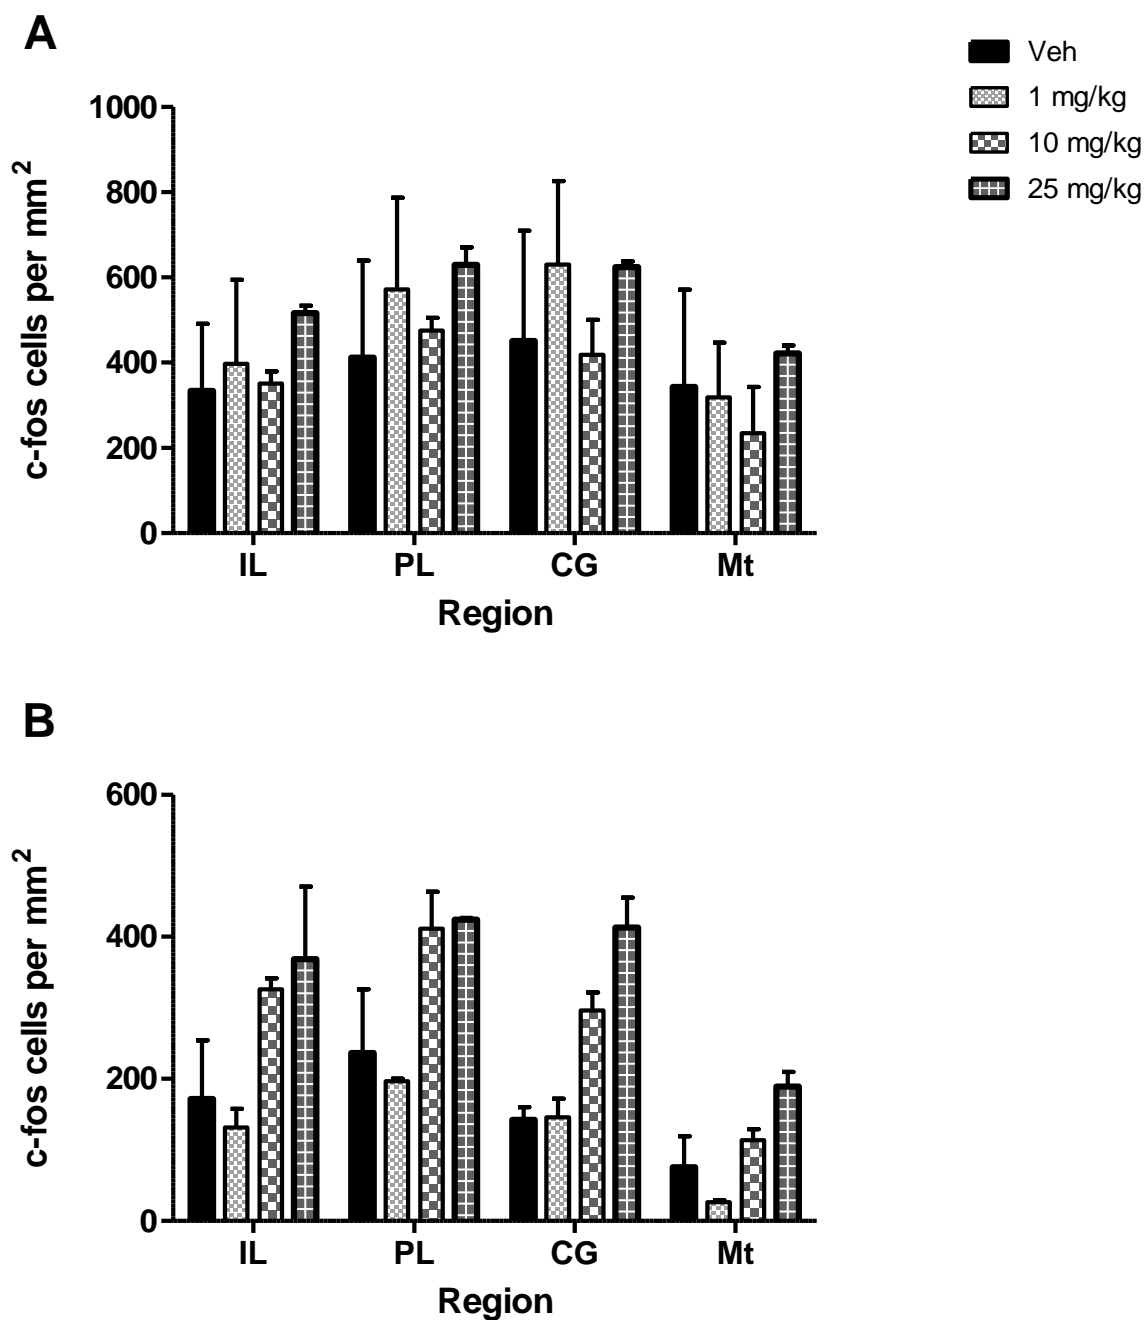 A
Veh
1 mg/kg
10 mg/kg
25 mg/kg
1000
800
600
400
200
0
c-fos cells per mm²
IL PL CG Mt
Region
B
600
400
200
0
c-fos cells per mm²
IL PL CG Mt
Region